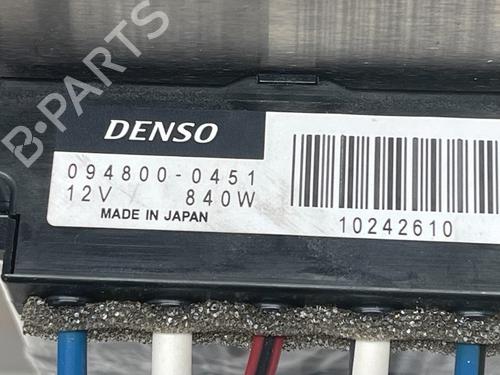 B-PARTS
DENSO
094800-0451
12V 840W
MADE IN JAPAN
10242610